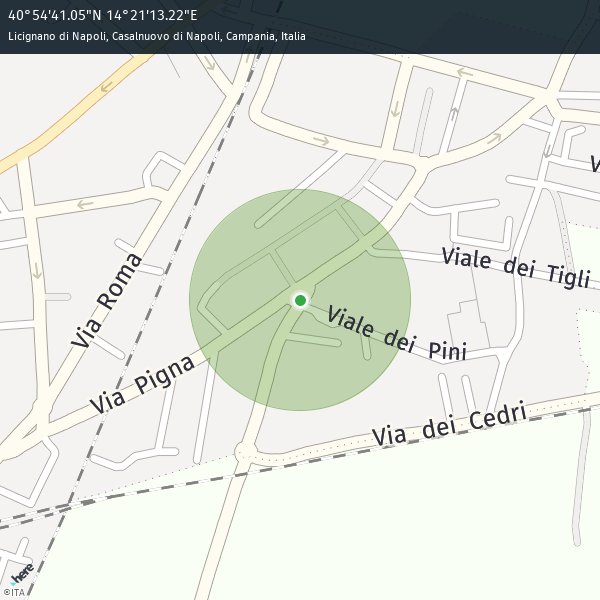 40°54'41.05"N 14°21'13.22"E
Licignano di Napoli, Casalnuovo di Napoli, Campania, Italia
V
Viale dei Tigli
Via Roma
Viale dei Pini
Via Pigna
Via dei Cedri
here
©ITA